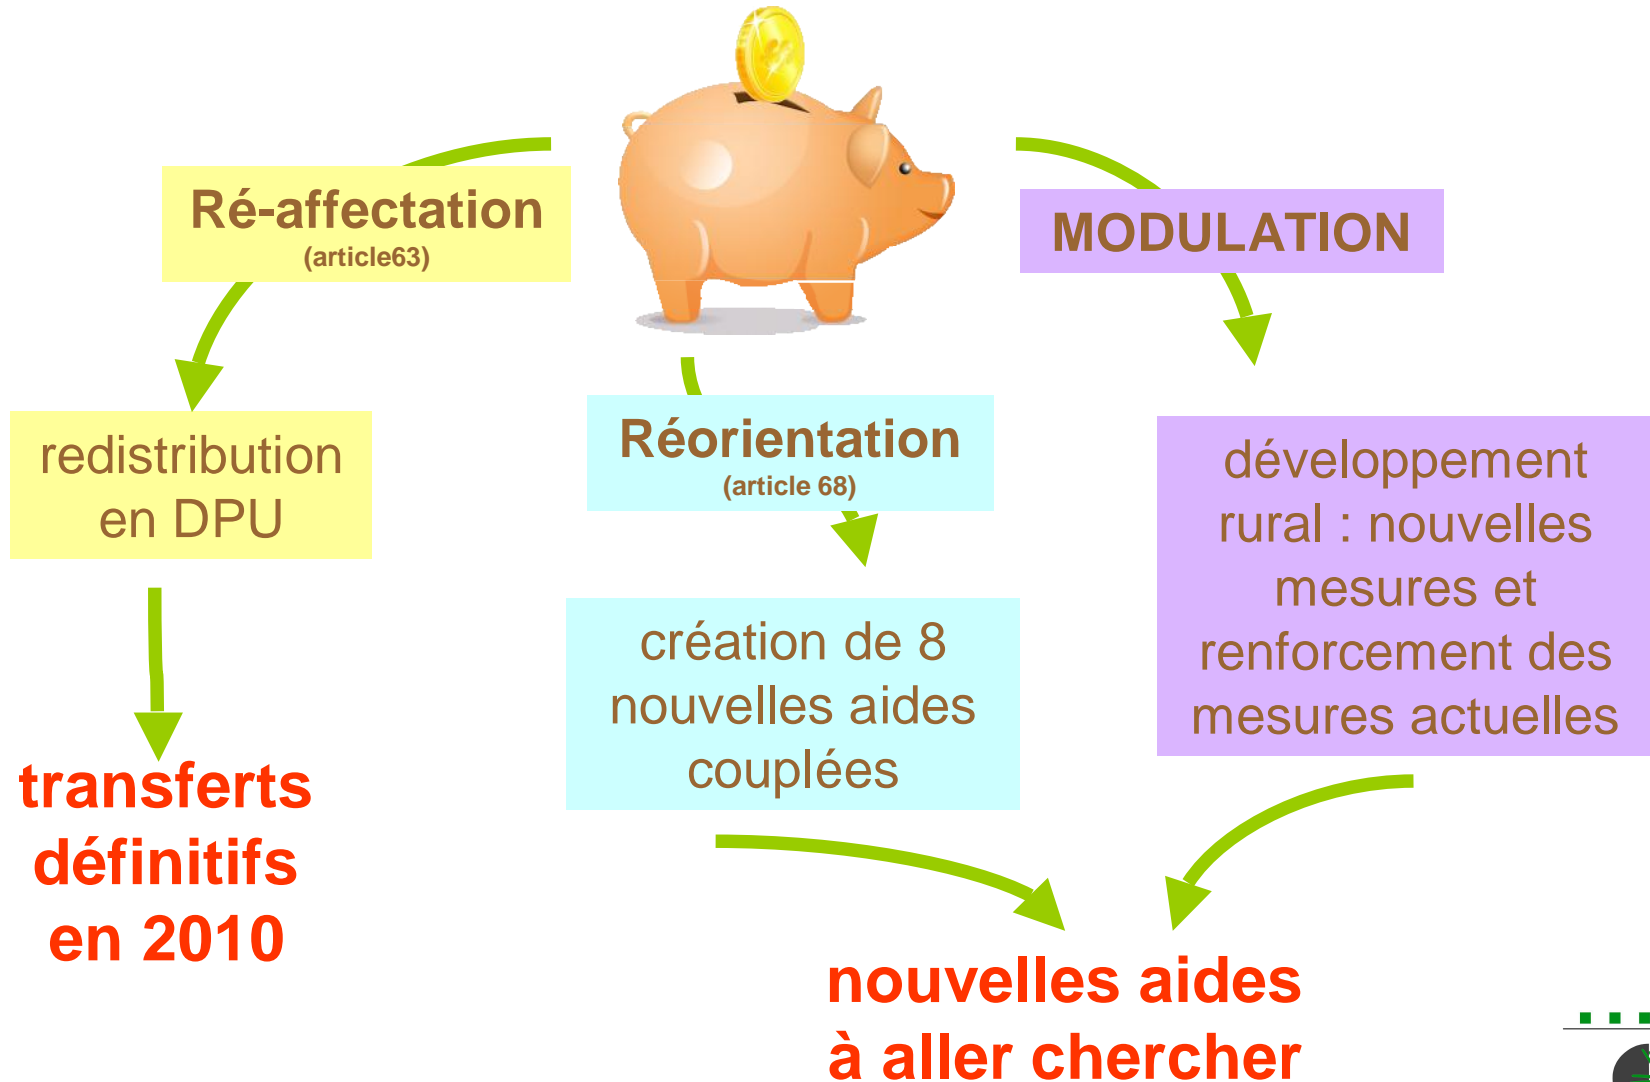 Ré-affectation
(article63)
MODULATION
redistribution
en DPU
Réorientation
(article 68)
développement
rural : nouvelles
mesures et
renforcement des
mesures actuelles
création de 8
nouvelles aides
couplées
transferts
définitifs
en 2010
nouvelles aides
à aller chercher